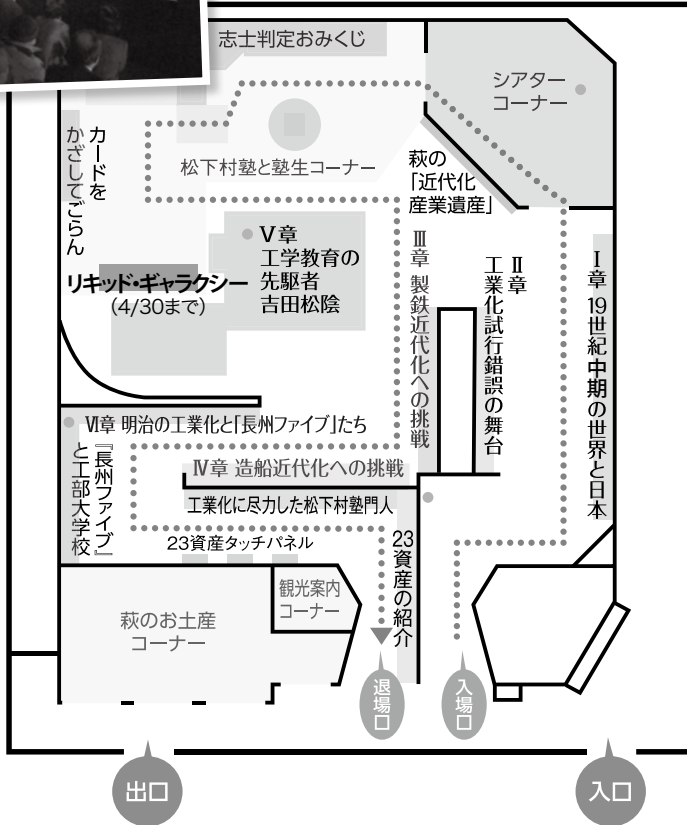 志士判定おみくじ
シアター
コーナー
松下村塾と塾生コーナー
カードを
かざしてごらん
萩の
「近代化
産業遺産」
Ⅴ章
工学教育の
先駆者
吉田松陰
リキッド・ギャラクシー
(4/30まで)
Ⅰ章 19世紀中期の世界と日本
Ⅱ章
工業化試行錯誤の舞台
Ⅲ章 製鉄近代化への挑戦
Ⅵ章 明治の工業化と「長州ファイブ」たち
『長州ファイブ』
と工部大学校
Ⅳ章 造船近代化への挑戦
工業化に尽力した松下村塾門人
23資産タッチパネル
23資産の紹介
観光案内
コーナー
萩のお土産
コーナー
退場口
入場口
出口
入口